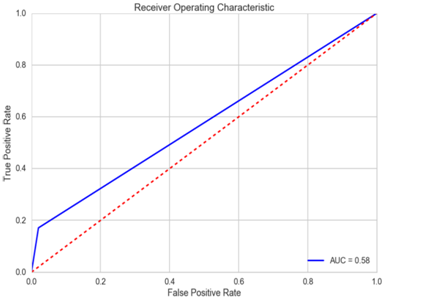 Receiver Operating Characteristic
1.0
0.8
0.6
0.4
0.2
0.0
True Positive Rate
AUC = 0.58
0.0 0.2 0.4 0.6 0.8 1.0
False Positive Rate